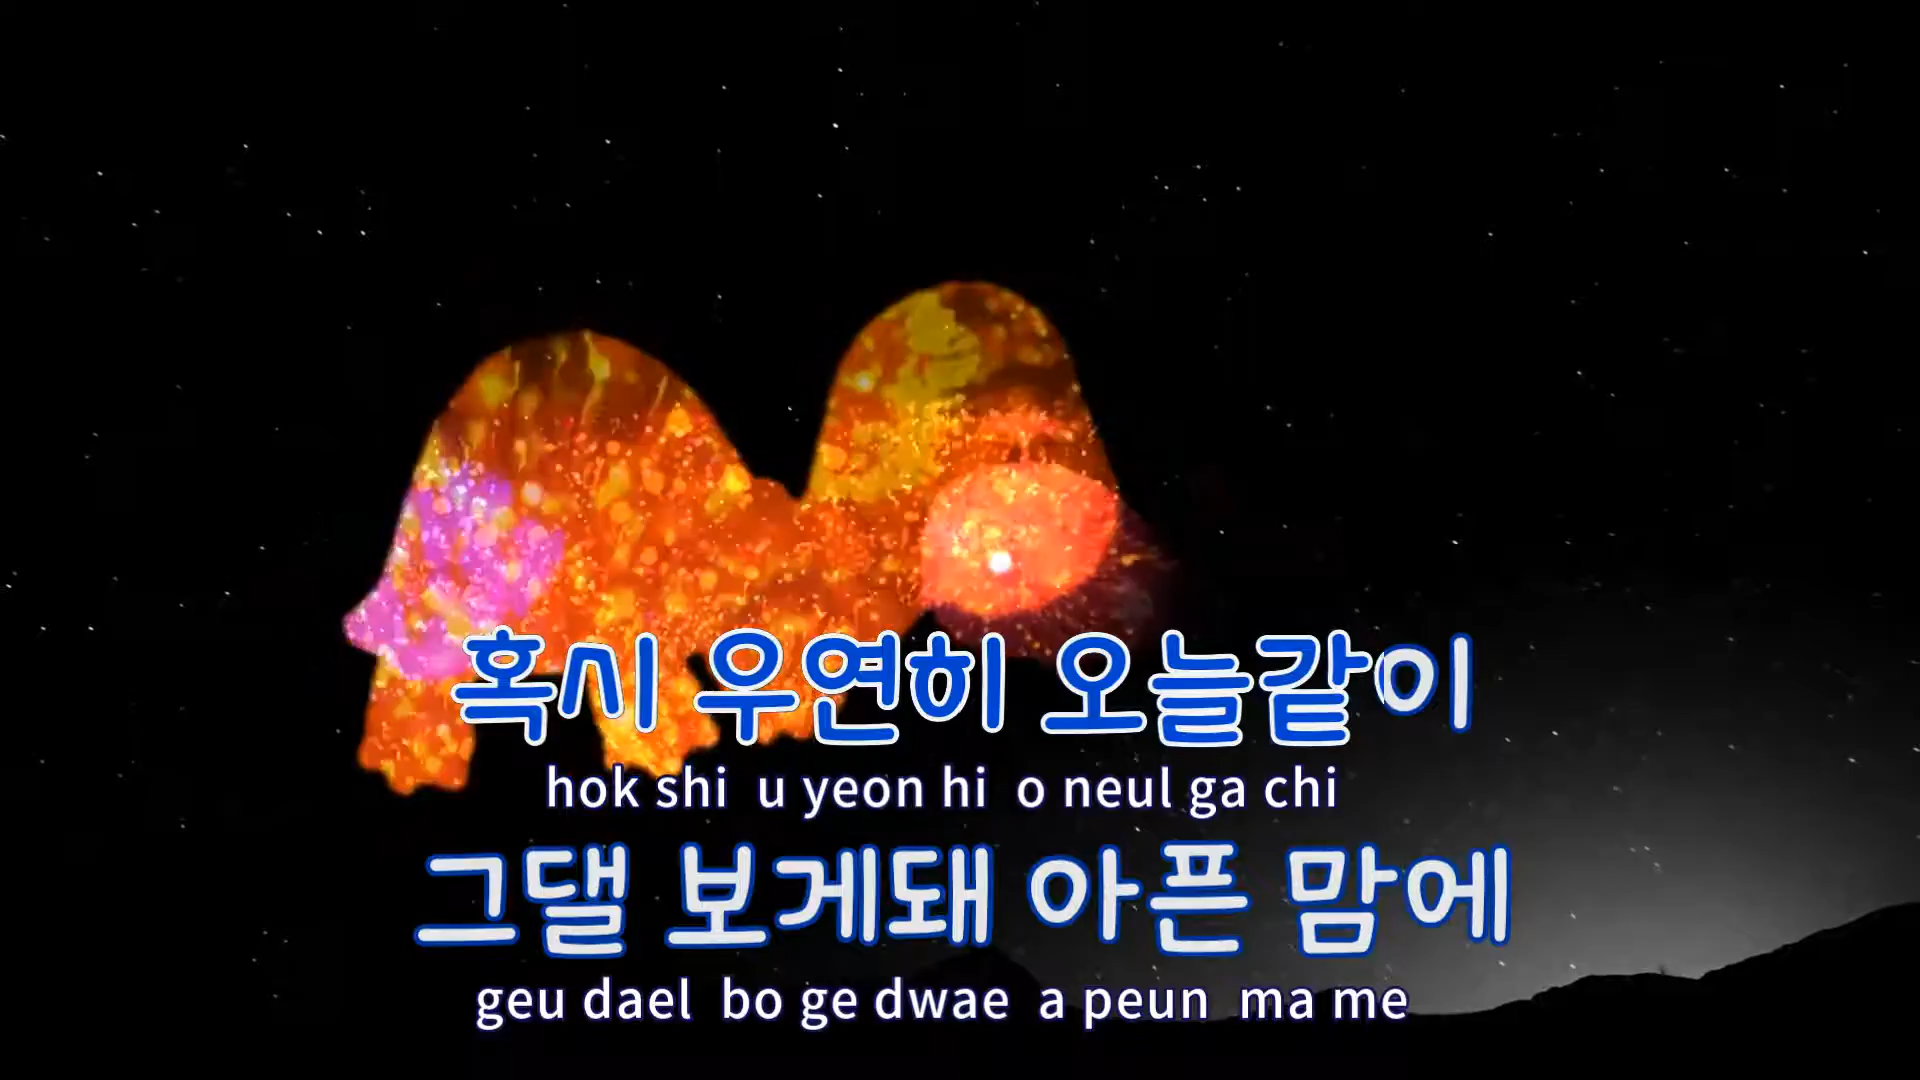 혹시 우연히 오늘같이
hok shi u yeon hi o neul ga chi
그댈 보게돼 아픈 맘에
geu dael bo ge dwae a peun ma me